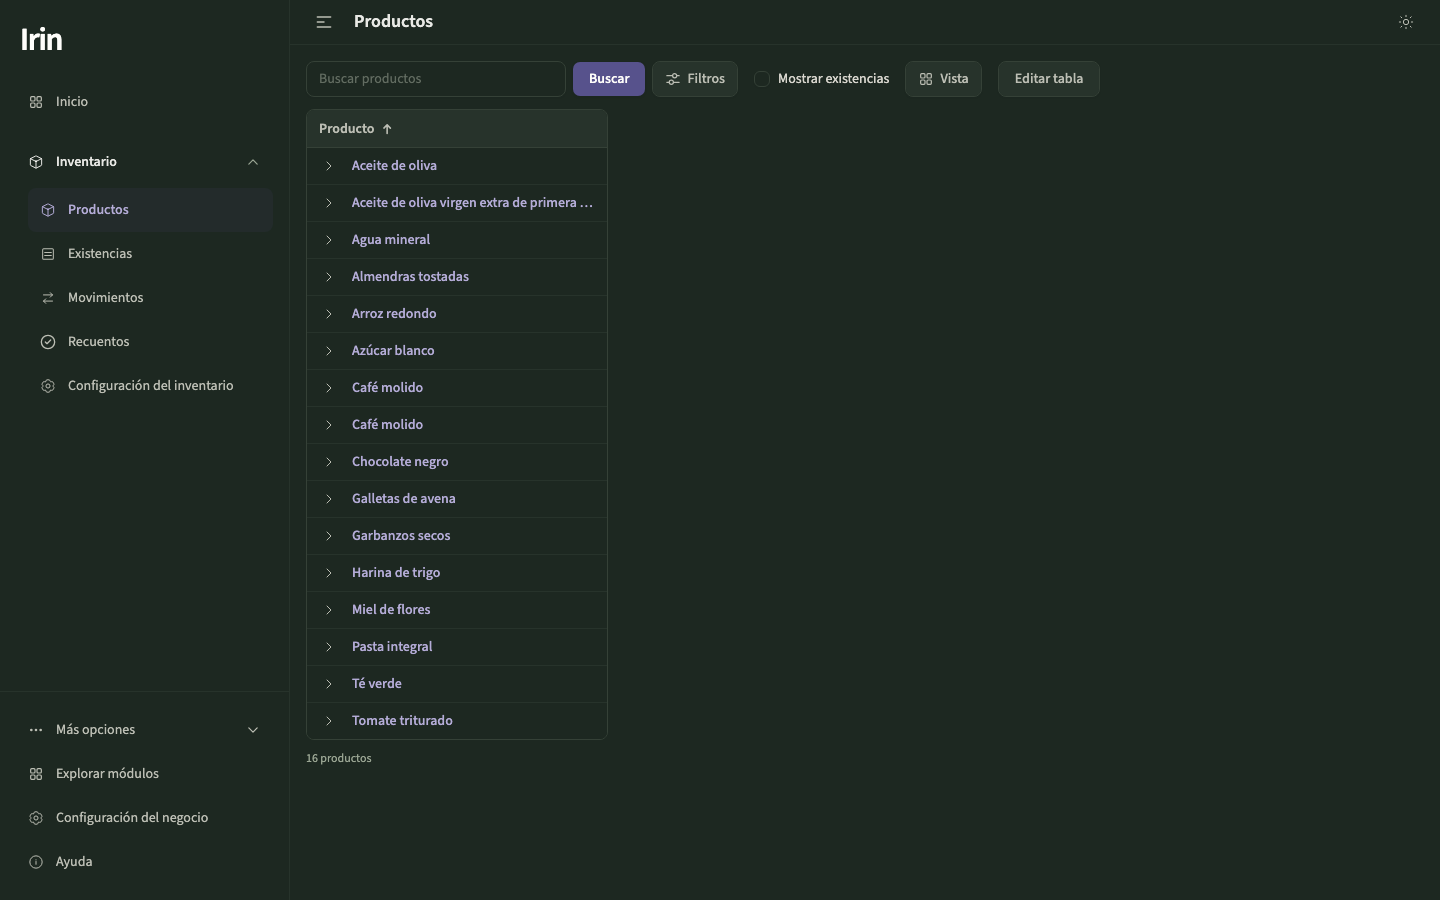 Irin
Productos
Inicio
Inventario
Productos
Existencias
Movimientos
Recuentos
Configuración del inventario
Más opciones
Explorar módulos
Configuración del negocio
Ayuda
Buscar productos
Buscar
Filtros
Mostrar existencias
Vista
Editar tabla
Producto
Aceite de oliva
Aceite de oliva virgen extra de primera ...
Agua mineral
Almendras tostadas
Arroz redondo
Azúcar blanco
Café molido
Café molido
Chocolate negro
Galletas de avena
Garbanzos secos
Harina de trigo
Miel de flores
Pasta integral
Té verde
Tomate triturado
16 productos